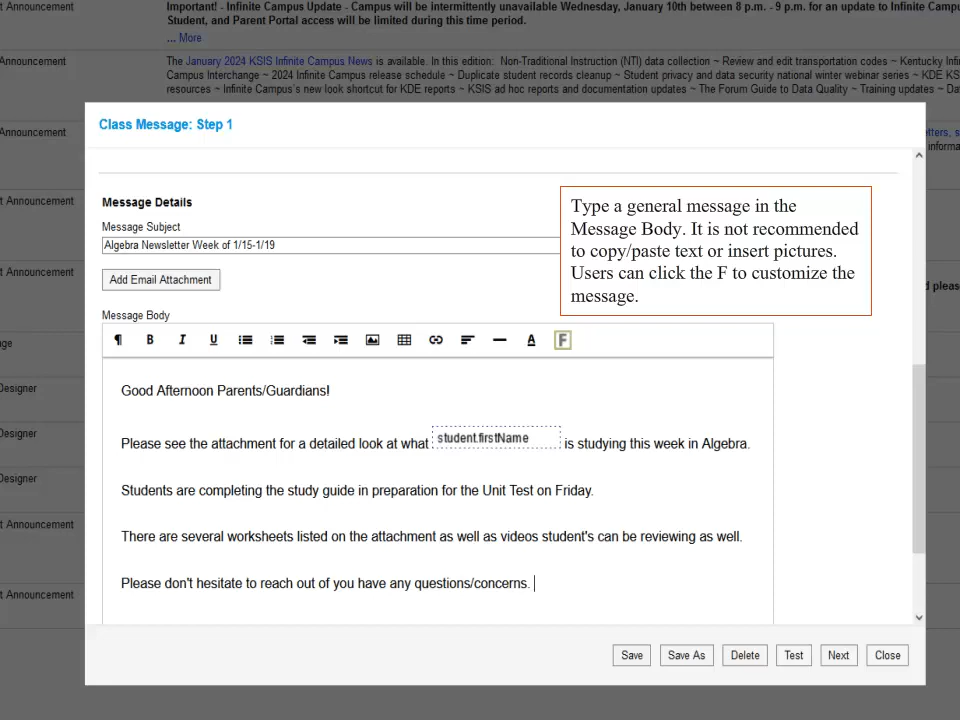 t Announcement
Important! - Infinite Campus Update - Campus will be intermittently unavailable Wednesday, January 10th between 8 p.m. - 9 p.m. for an update to Infinite Campu
Student, and Parent Portal access will be limited during this time period.
... More
Announcement
The January 2024 KSIS Infinite Campus News is available. In this edition: Non-Traditional Instruction (NTI) data collection ~ Review and edit transportation codes ~ Kentucky Infi
Campus Interchange ~ 2024 Infinite Campus release schedule ~ Duplicate student records cleanup ~ Student privacy and data security national winter webinar series ~ KDE KS
resources ~ Infinite Campus's new look shortcut for KDE reports ~ KSIS ad hoc reports and documentation updates ~ The Forum Guide to Data Quality ~ Training updates ~ Da
Class Message: Step 1
Announcement
etters, s
informa
t Announcement
Message Details
Message Subject
Algebra Newsletter Week of 1/15-1/19
Type a general message in the
Message Body. It is not recommended
to copy/paste text or insert pictures.
Users can click the F to customize the
message.
t Announcement
Add Email Attachment
d pleas
Message Body
ge
B I U A F
Designer
Good Afternoon Parents/Guardians!
Designer
Please see the attachment for a detailed look at what student.firstName is studying this week in Algebra.
Designer
Students are completing the study guide in preparation for the Unit Test on Friday.
t Announcement
There are several worksheets listed on the attachment as well as videos student's can be reviewing as well.
Please don't hesitate to reach out of you have any questions/concerns.
t Announcement
Save Save As Delete Test Next Close